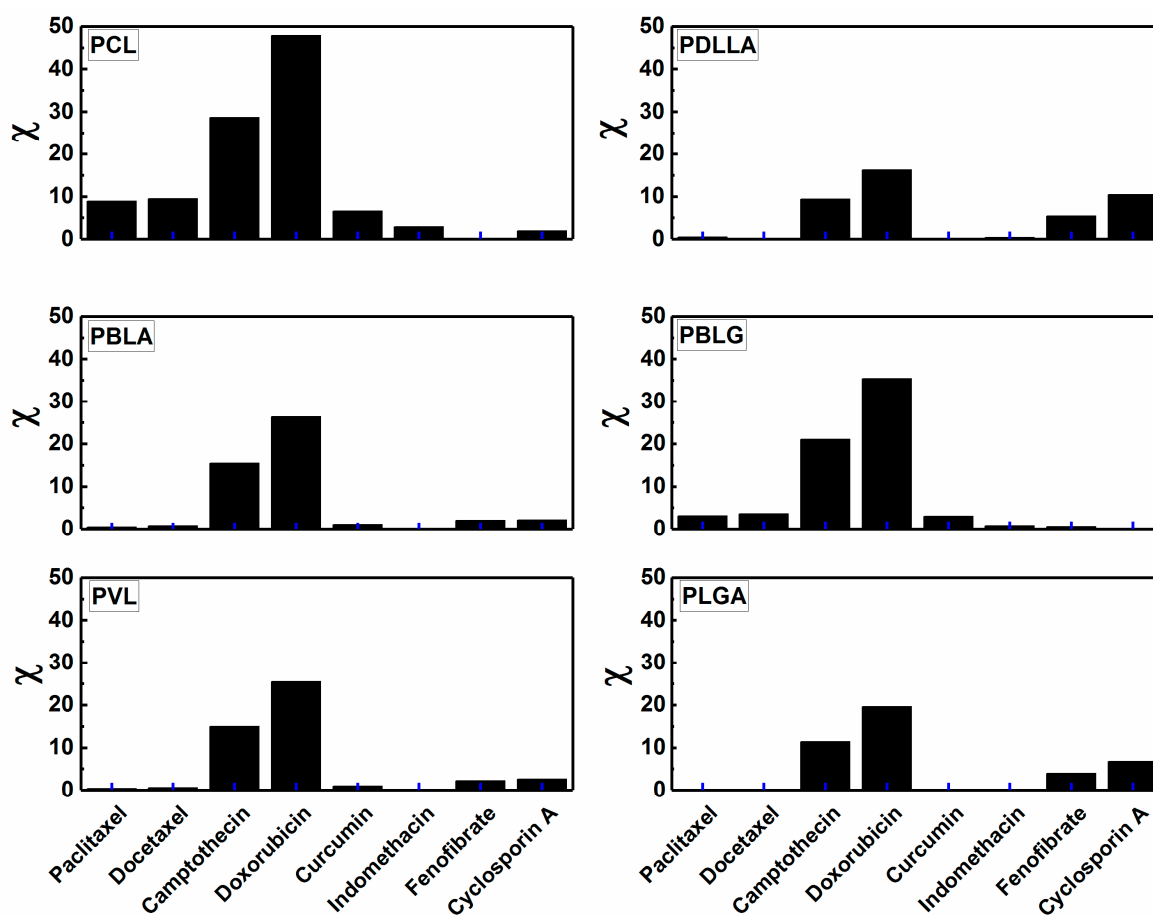 PCL
50
40
30
20
10
0
χ
PDLLA
50
40
30
20
10
0
χ
PBLA
50
40
30
20
10
0
χ
PBLG
50
40
30
20
10
0
χ
PVL
50
40
30
20
10
0
χ
Paclitaxel
Docetaxel
Camptothecin
Doxorubicin
Curcumin
Indomethacin
Fenofibrate
Cyclosporin A
PLGA
50
40
30
20
10
0
χ
Paclitaxel
Docetaxel
Camptothecin
Doxorubicin
Curcumin
Indomethacin
Fenofibrate
Cyclosporin A